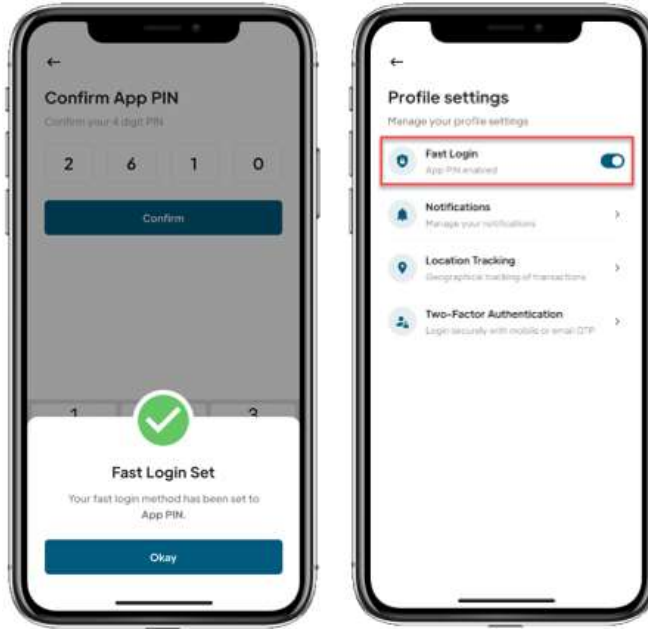 Confirm App PIN
Confirm your 4 digit PIN
2 6 1 0
Confirm
1 3
Fast Login Set
Your fast login method has been set to
App PIN.
Okay
Profile settings
Manage your profile settings
Fast Login
App PIN enabled
Notifications
Manage your notifications
Location Tracking
Geographical tracking of transactions
Two-Factor Authentication
Login securely with mobile or email OTP